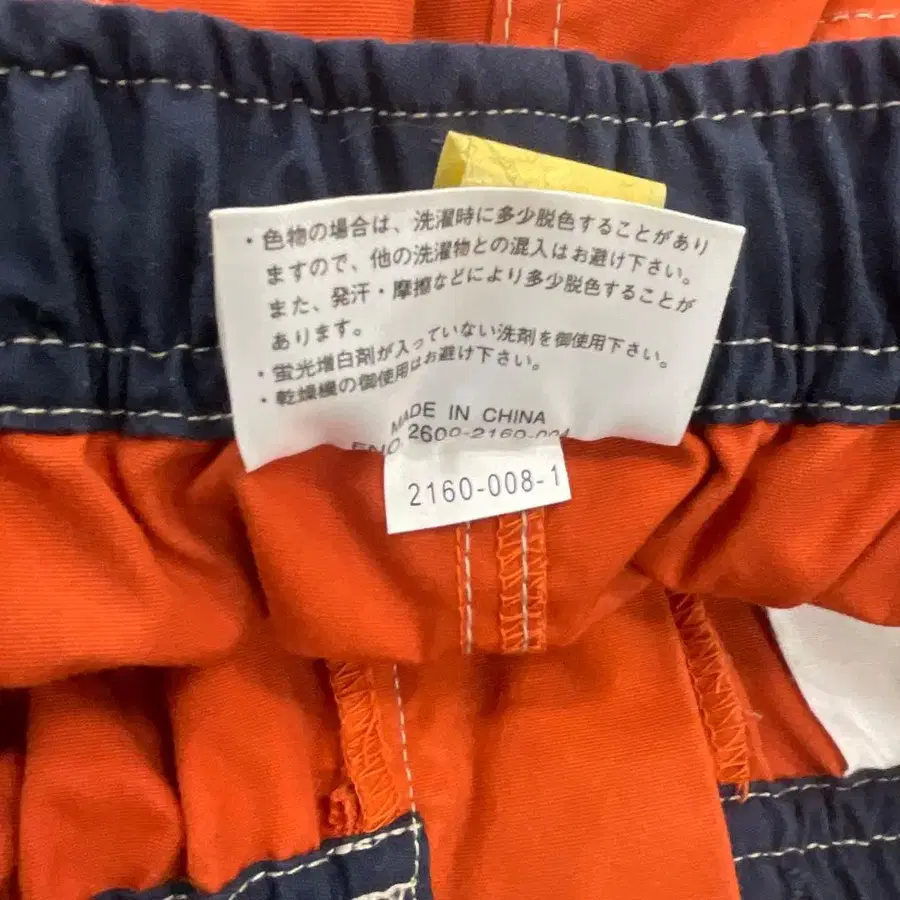 ・色物の場合は、洗濯時に多少脱色することがあり
ますので、他の洗濯物との混入はお避け下さい。
また、発汗・摩擦などにより多少脱色することが
あります。
・蛍光増白剤が入っていない洗剤を御使用下さい。
・乾燥機の御使用はお避け下さい。
MADE IN CHINA
2600-2160-004
2160-008-1